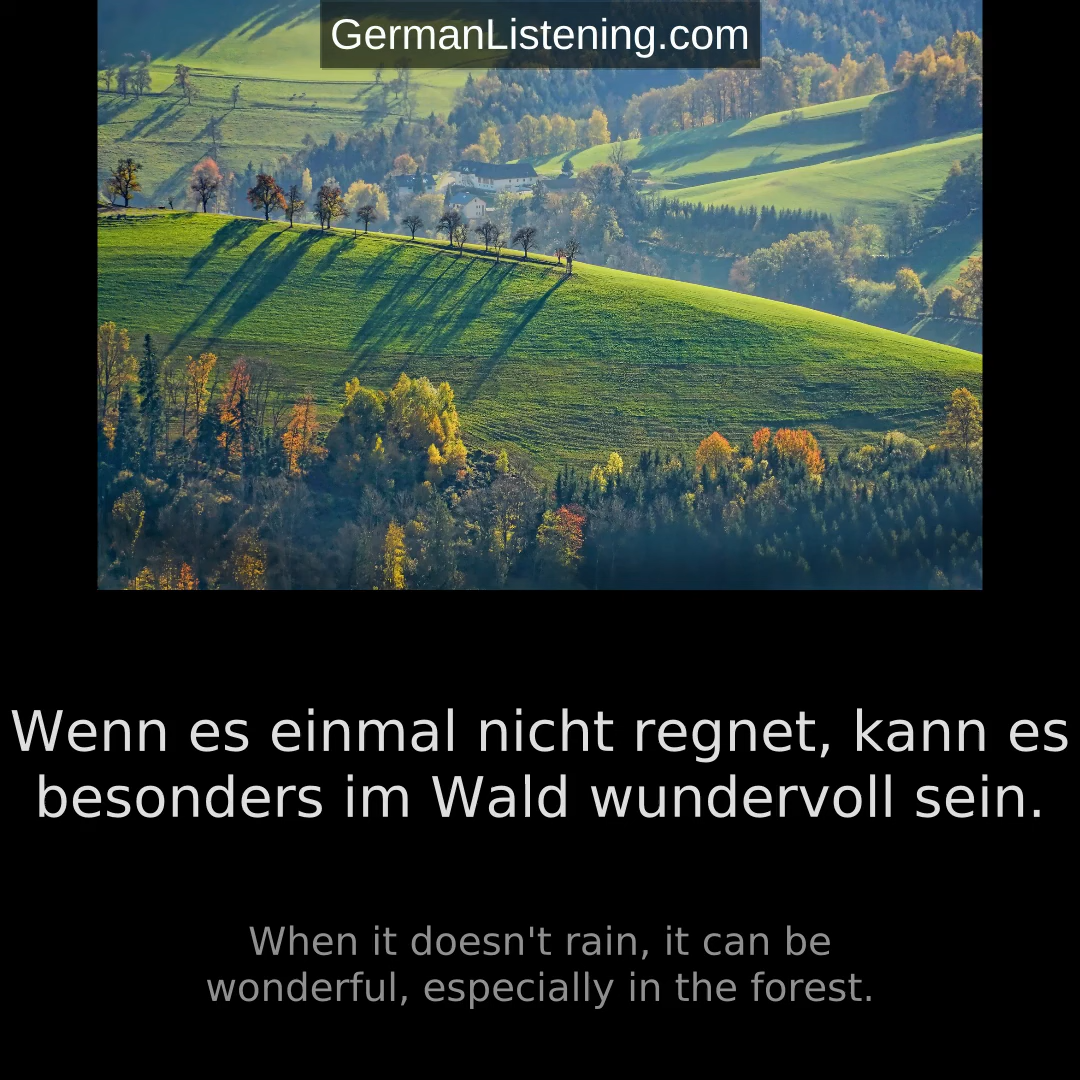 GermanListening.com
Wenn es einmal nicht regnet, kann es
besonders im Wald wundervoll sein.
When it doesn't rain, it can be
wonderful, especially in the forest.